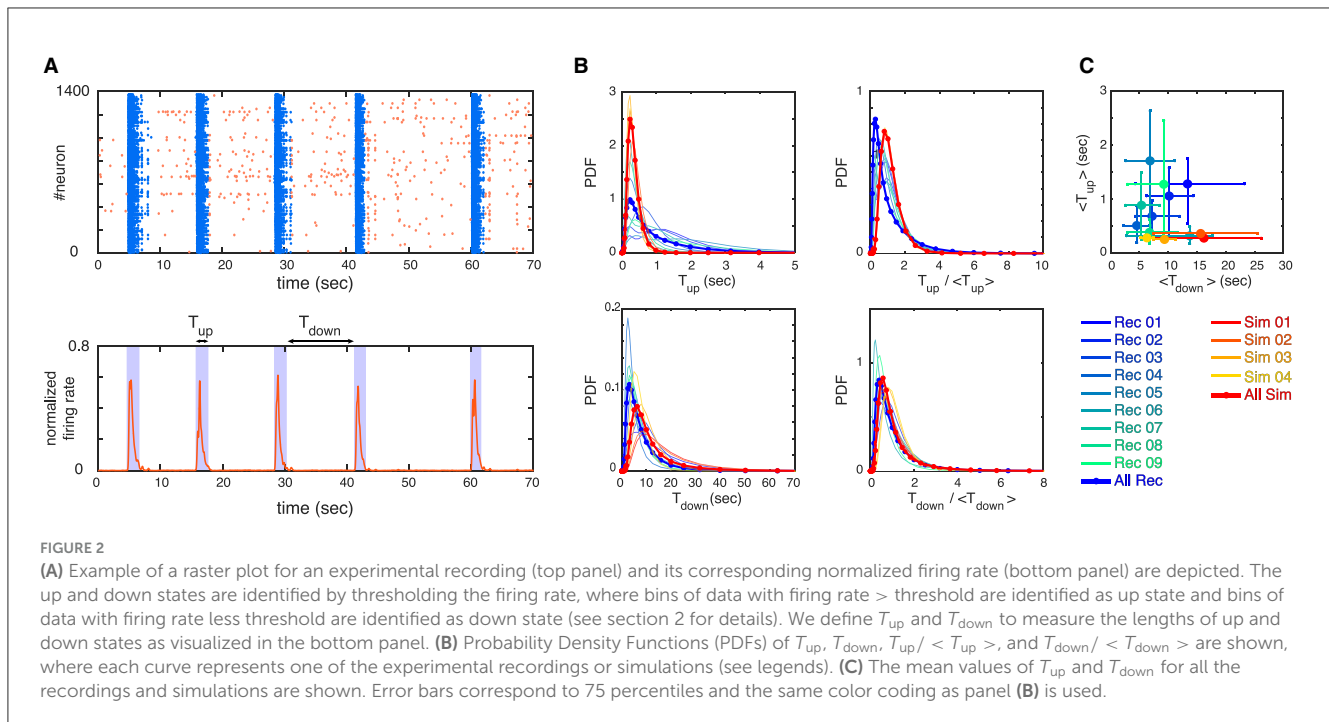 A
1400
#neuron
0
0 10 20 30 40 50 60 70
time (sec)
T_up T_down
0.8
normalized
firing rate
0
0 10 20 30 40 50 60 70
time (sec)
B
3
2
PDF
1
0
0 1 2 3 4 5
T_up (sec)
1
PDF
0
0 2 4 6 8 10
T_up / <T_up>
0.2
PDF
0.1
0
0 10 20 30 40 50 60 70
T_down (sec)
1
PDF
0
0 2 4 6 8
T_down / <T_down>
C
3
2
<T_up> (sec)
1
0
0 5 10 15 20 25 30
<T_down> (sec)
Rec 01
Rec 02
Rec 03
Rec 04
Rec 05
Rec 06
Rec 07
Rec 08
Rec 09
All Rec
Sim 01
Sim 02
Sim 03
Sim 04
All Sim
FIGURE 2
(A) Example of a raster plot for an experimental recording (top panel) and its corresponding normalized firing rate (bottom panel) are depicted. The
up and down states are identified by thresholding the firing rate, where bins of data with firing rate > threshold are identified as up state and bins of
data with firing rate less threshold are identified as down state (see section 2 for details). We define T_up and T_down to measure the lengths of up and
down states as visualized in the bottom panel. (B) Probability Density Functions (PDFs) of T_up, T_down, T_up/ < T_up >, and T_down/ < T_down > are shown,
where each curve represents one of the experimental recordings or simulations (see legends). (C) The mean values of T_up and T_down for all the
recordings and simulations are shown. Error bars correspond to 75 percentiles and the same color coding as panel (B) is used.